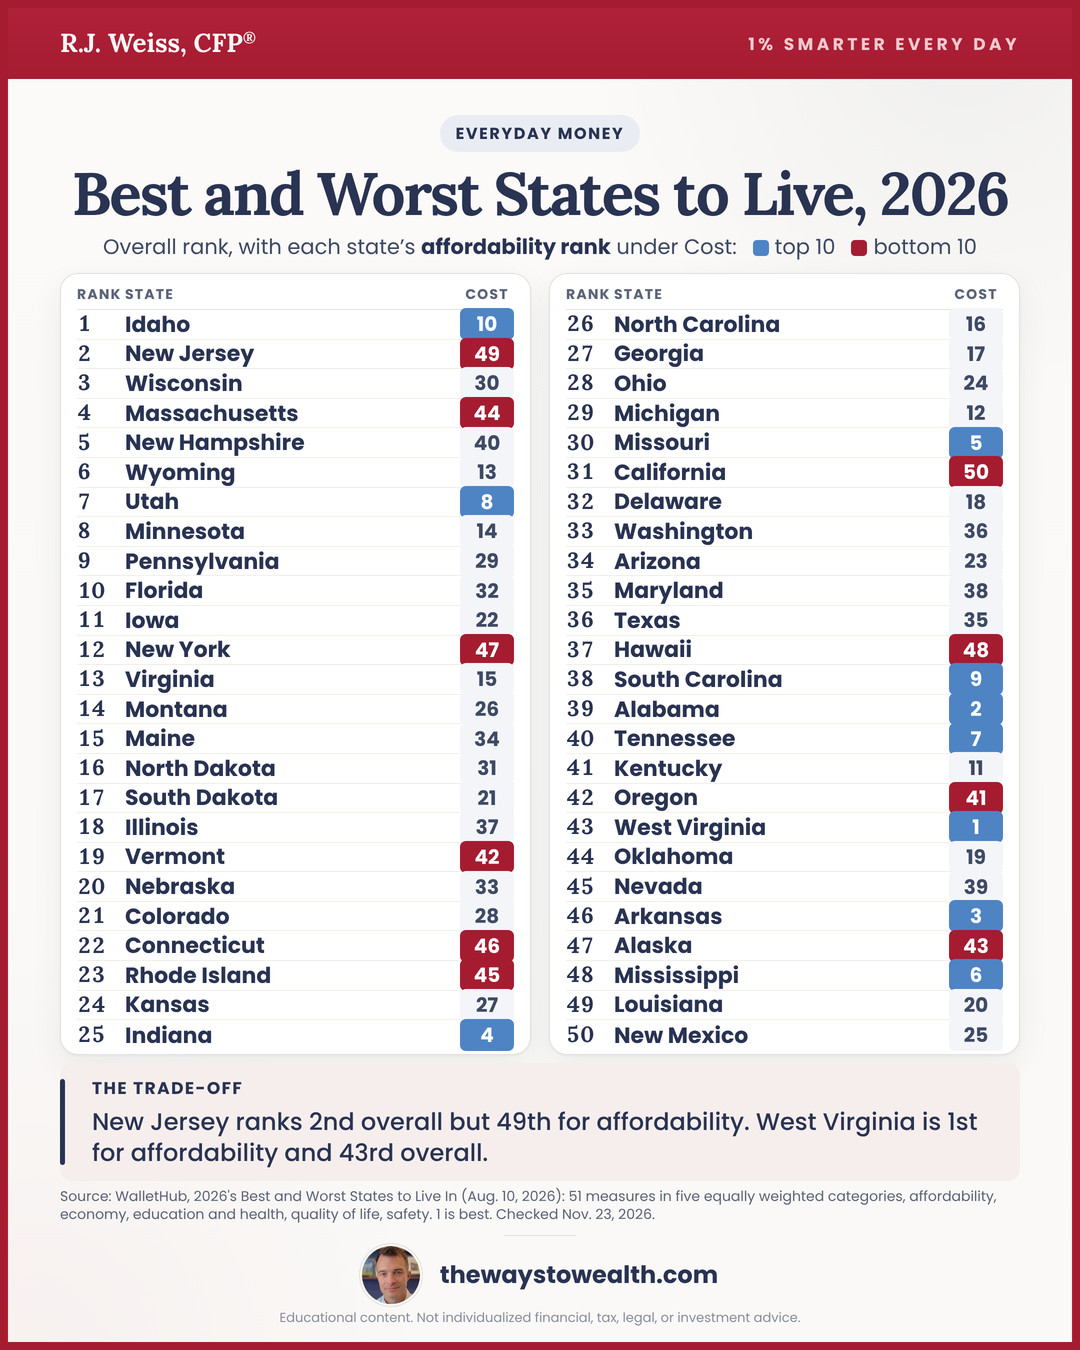 R.J. Weiss, CFP®
1% SMARTER EVERY DAY
EVERYDAY MONEY
Best and Worst States to Live, 2026
Overall rank, with each state’s affordability rank under Cost: top 10 bottom 10
RANK STATE COST
1 Idaho 10
2 New Jersey 49
3 Wisconsin 30
4 Massachusetts 44
5 New Hampshire 40
6 Wyoming 13
7 Utah 8
8 Minnesota 14
9 Pennsylvania 29
10 Florida 32
11 Iowa 22
12 New York 47
13 Virginia 15
14 Montana 26
15 Maine 34
16 North Dakota 31
17 South Dakota 21
18 Illinois 37
19 Vermont 42
20 Nebraska 33
21 Colorado 28
22 Connecticut 46
23 Rhode Island 45
24 Kansas 27
25 Indiana 4
RANK STATE COST
26 North Carolina 16
27 Georgia 17
28 Ohio 24
29 Michigan 12
30 Missouri 5
31 California 50
32 Delaware 18
33 Washington 36
34 Arizona 23
35 Maryland 38
36 Texas 35
37 Hawaii 48
38 South Carolina 9
39 Alabama 2
40 Tennessee 7
41 Kentucky 11
42 Oregon 41
43 West Virginia 1
44 Oklahoma 19
45 Nevada 39
46 Arkansas 3
47 Alaska 43
48 Mississippi 6
49 Louisiana 20
50 New Mexico 25
THE TRADE-OFF
New Jersey ranks 2nd overall but 49th for affordability. West Virginia is 1st
for affordability and 43rd overall.
Source: WalletHub, 2026's Best and Worst States to Live In (Aug. 10, 2026): 51 measures in five equally weighted categories, affordability,
economy, education and health, quality of life, safety. 1 is best. Checked Nov. 23, 2026.
thewaystowealth.com
Educational content. Not individualized financial, tax, legal, or investment advice.